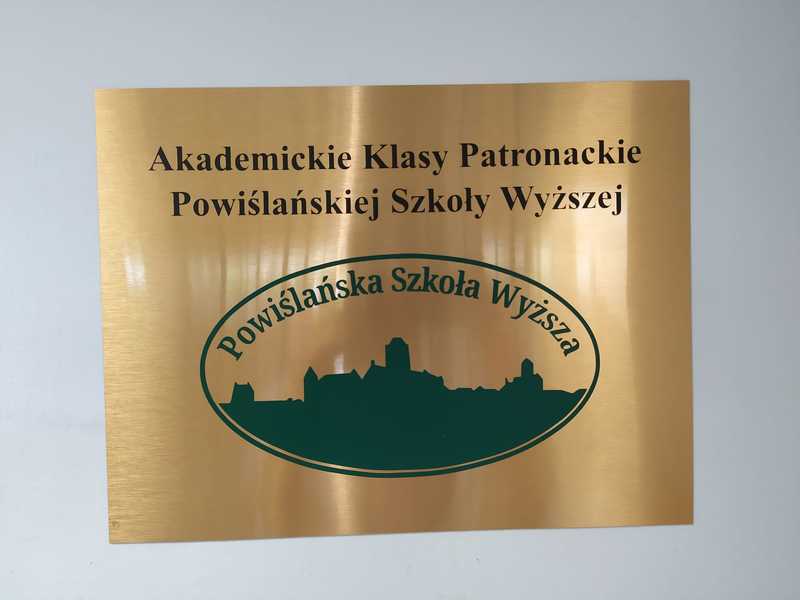 Akademickie Klasy Patronackie
Powiślańskiej Szkoły Wyższej
Powiślańska Szkoła Wyższa